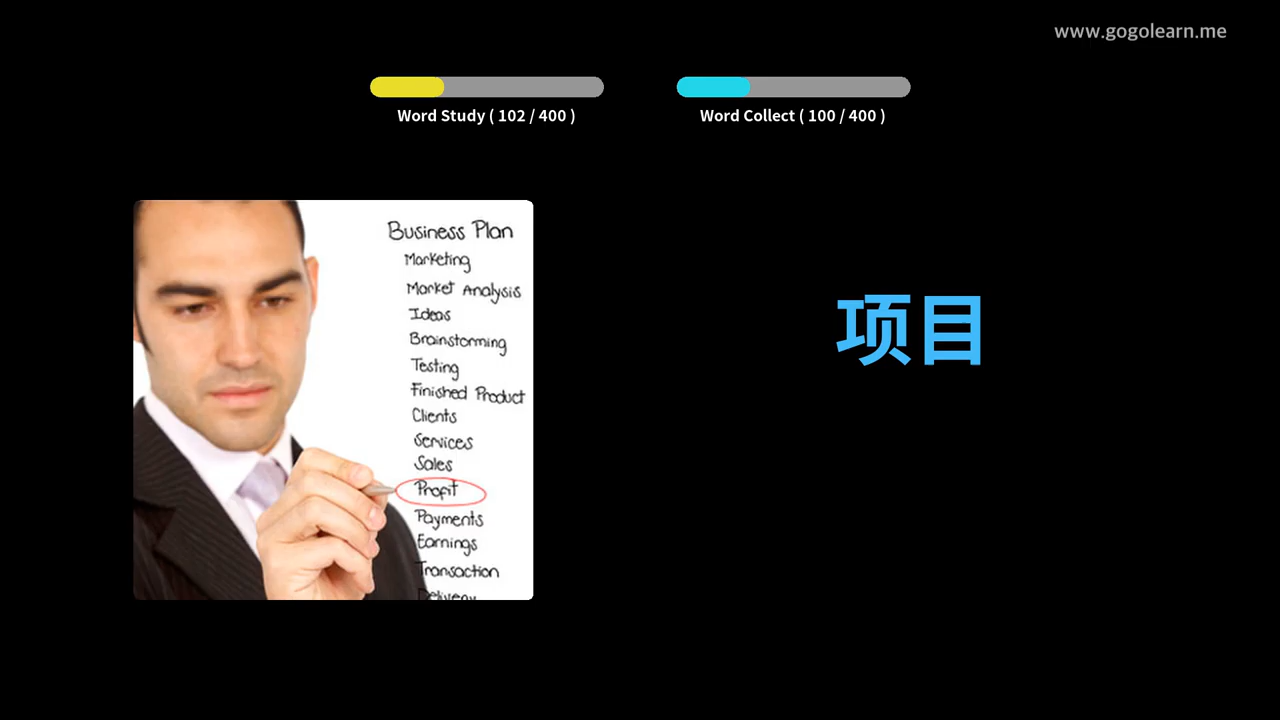 www.gogolearn.me
Word Study ( 102 / 400 )
Word Collect ( 100 / 400 )
Business Plan
Marketing
Market Analysis
Ideas
Brainstorming
Testing
Finished Product
Clients
Services
Sales
Profit
Payments
Earnings
Transaction
Delivery
项目